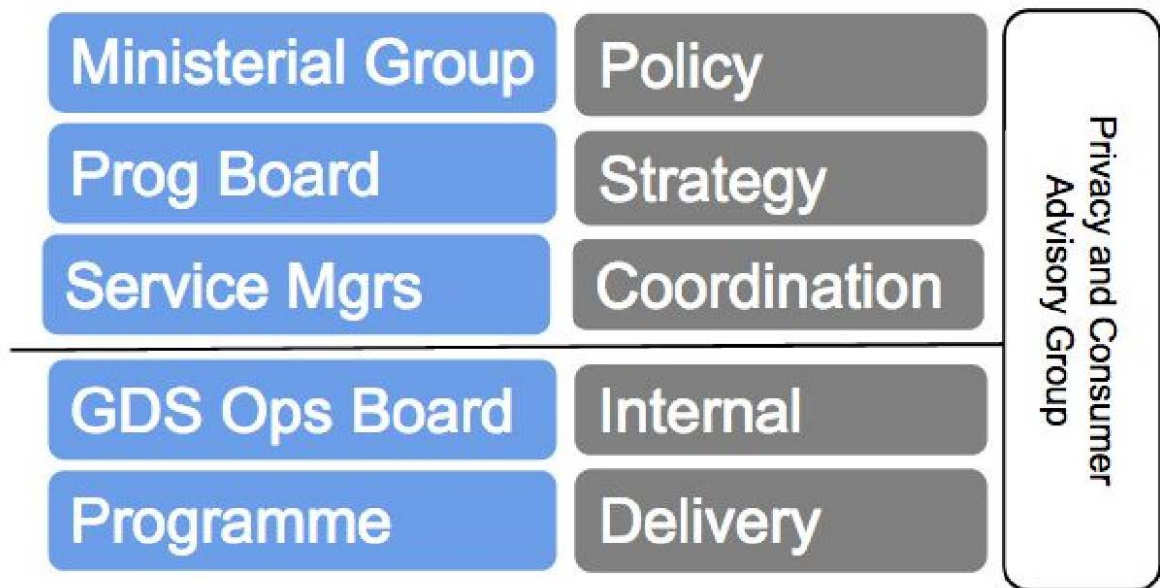 Ministerial Group
Policy
Prog Board
Strategy
Service Mgrs
Coordination
GDS Ops Board
Internal
Programme
Delivery
Privacy and Consumer
Advisory Group